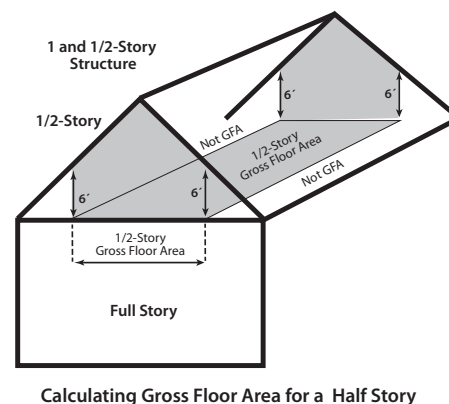 1 and 1/2-Story
Structure
1/2-Story
6´
6´
6´
6´
Not GFA
1/2-Story
Gross Floor Area
Not GFA
1/2-Story
Gross Floor Area
Full Story
Calculating Gross Floor Area for a Half Story